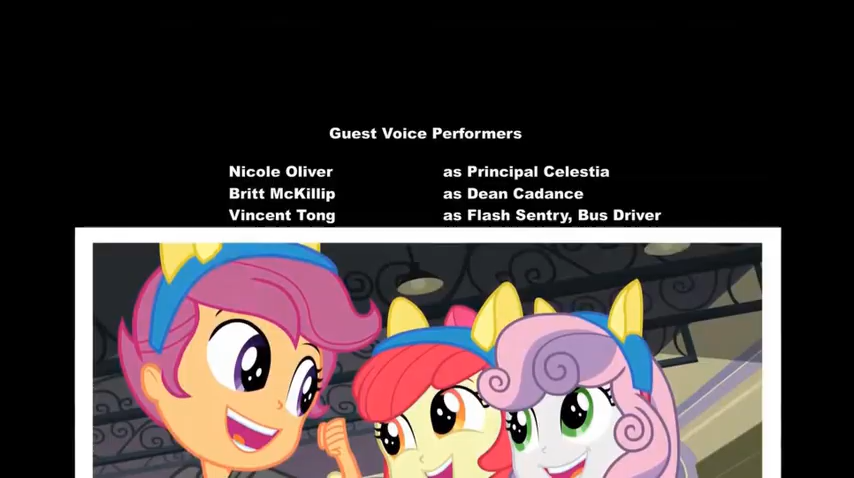 Guest Voice Performers
Nicole Oliver as Principal Celestia
Britt McKillip as Dean Cadance
Vincent Tong as Flash Sentry, Bus Driver